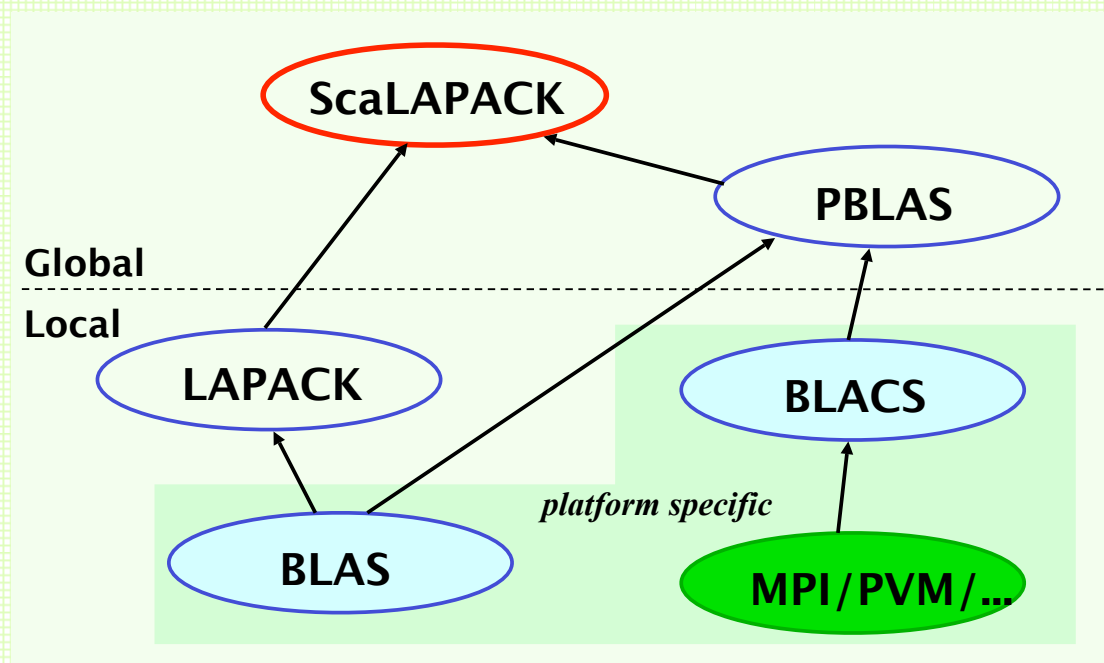 ScaLAPACK
PBLAS
Global
Local
LAPACK
BLACS
platform specific
BLAS
MPI/PVM/...